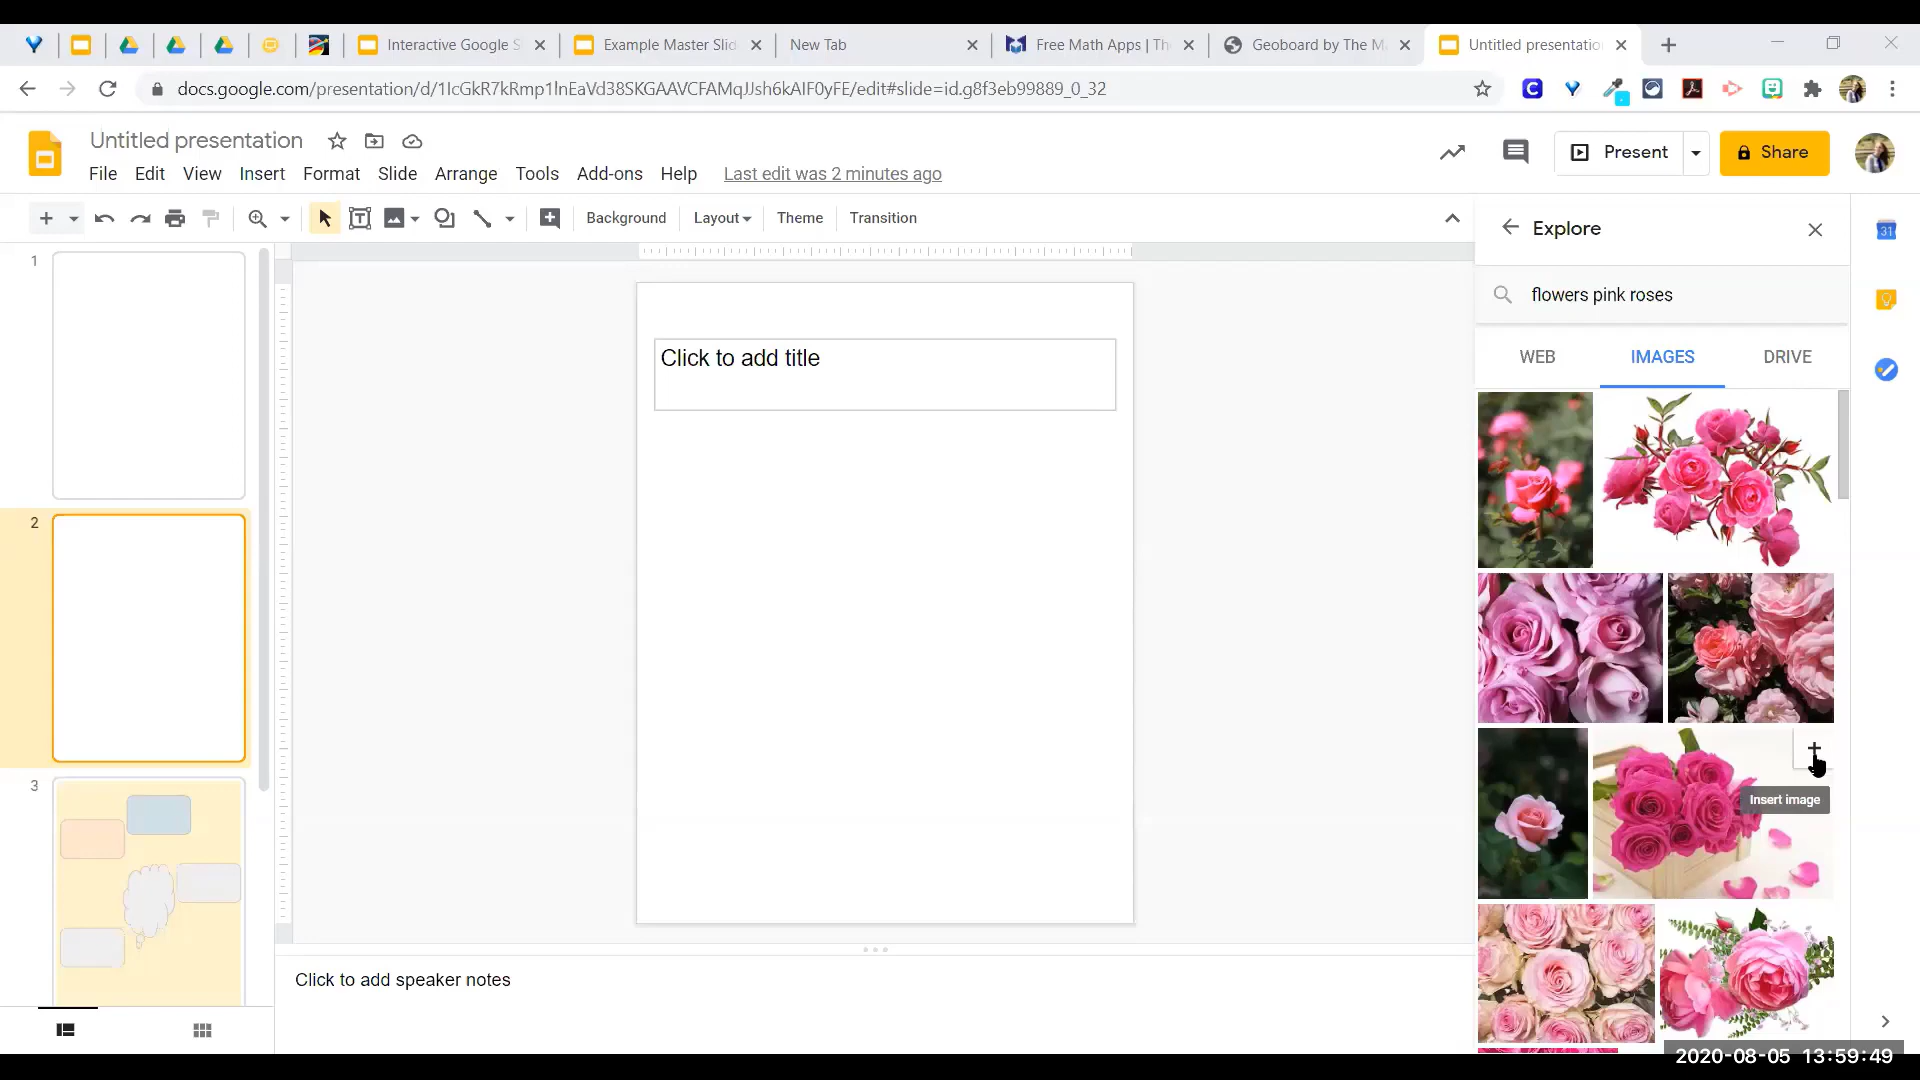 Interactive Google S
Example Master Slid
New Tab
Free Math Apps | Th
Geoboard by The M
Untitled presentatio
docs.google.com/presentation/d/1IcGkR7kRmp1lnEaVd38SKGAAVCFAMqJJsh6kAIF0yFE/edit#slide=id.g8f3eb99889_0_32
Untitled presentation
File Edit View Insert Format Slide Arrange Tools Add-ons Help Last edit was 2 minutes ago
Present
Share
Background Layout Theme Transition
Explore
flowers pink roses
WEB IMAGES DRIVE
31
1
2
3
Click to add title
Insert image
Click to add speaker notes
2020-08-05 13:59:49